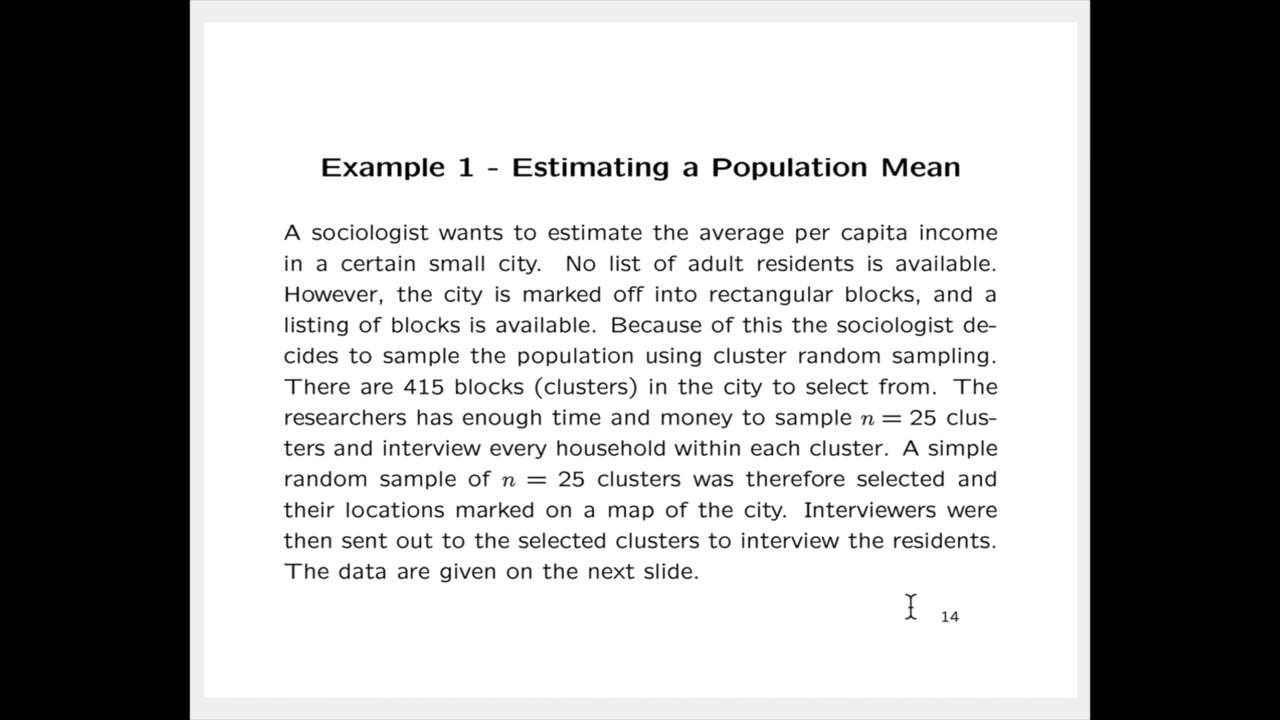 Example 1 - Estimating a Population Mean
A sociologist wants to estimate the average per capita income
in a certain small city. No list of adult residents is available.
However, the city is marked off into rectangular blocks, and a
listing of blocks is available. Because of this the sociologist de-
cides to sample the population using cluster random sampling.
There are 415 blocks (clusters) in the city to select from. The
researchers has enough time and money to sample n = 25 clus-
ters and interview every household within each cluster. A simple
random sample of n = 25 clusters was therefore selected and
their locations marked on a map of the city. Interviewers were
then sent out to the selected clusters to interview the residents.
The data are given on the next slide.
14